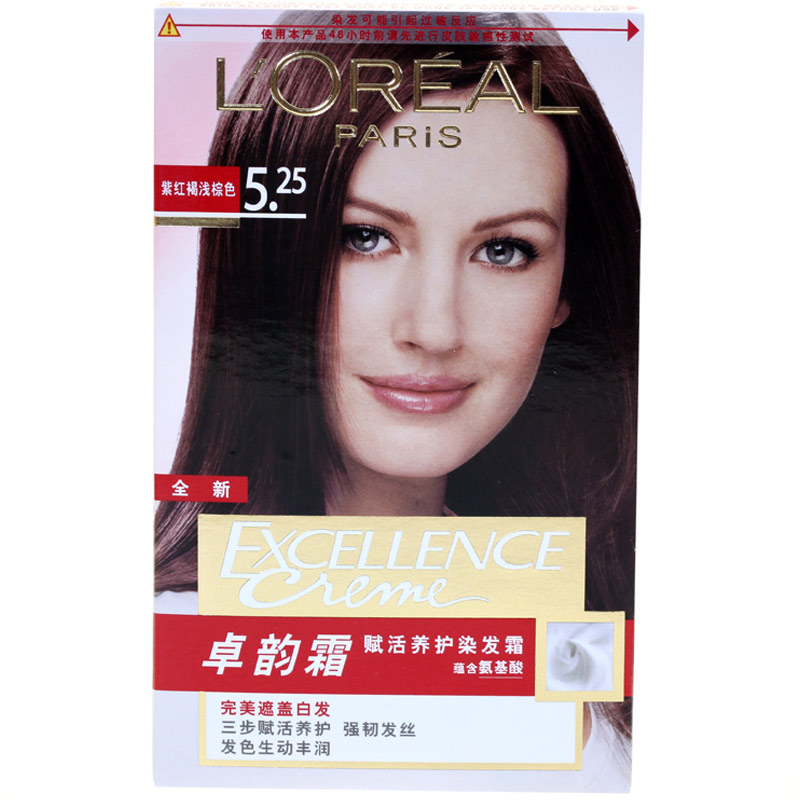 染发可能引起过敏反应
使用本产品48小时前请先进行皮肤敏感性测试
L'ORÉAL
PARiS
紫红褐浅棕色
5.25
全 新
EXCELLENCE
Creme
卓韵霜
赋活养护染发霜
蕴含氨基酸
完美遮盖白发
三步赋活养护 强韧发丝
发色生动丰润